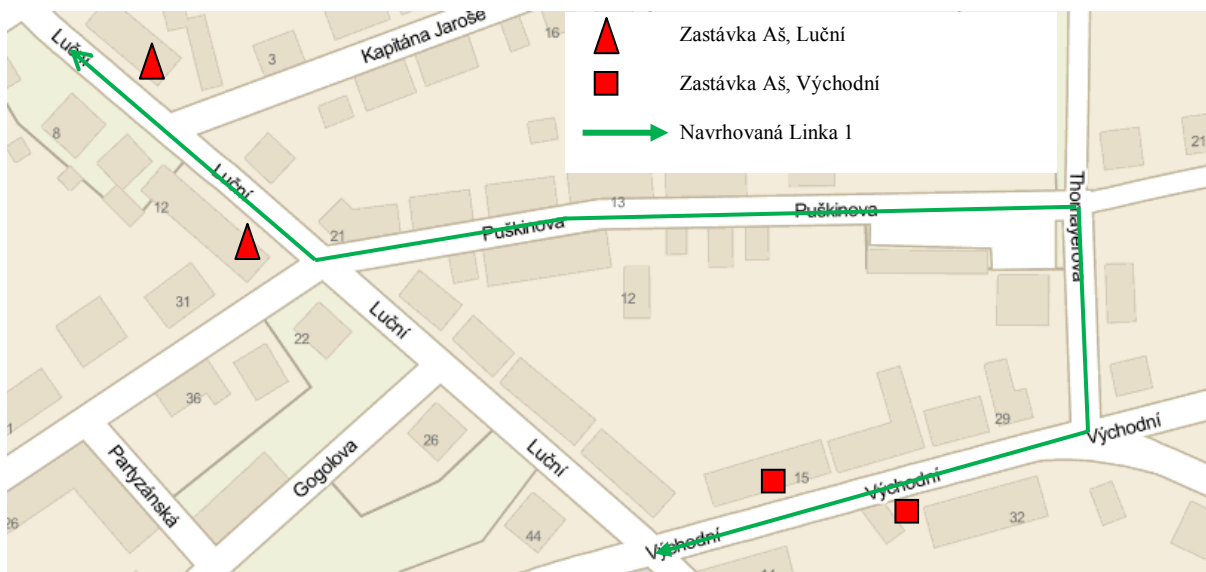 Zastávka Aš, Luční
Zastávka Aš, Východní
Navrhovaná Linka 1
Kapitána Jaroše
16
3
8
Luční
12
21
Puškinova
13
Puškinova
Thomayerova
21
31
22
Luční
12
36
26
Gogolova
Partyzánská
Luční
29
Východní
15
Východní
32
44
Východní
26